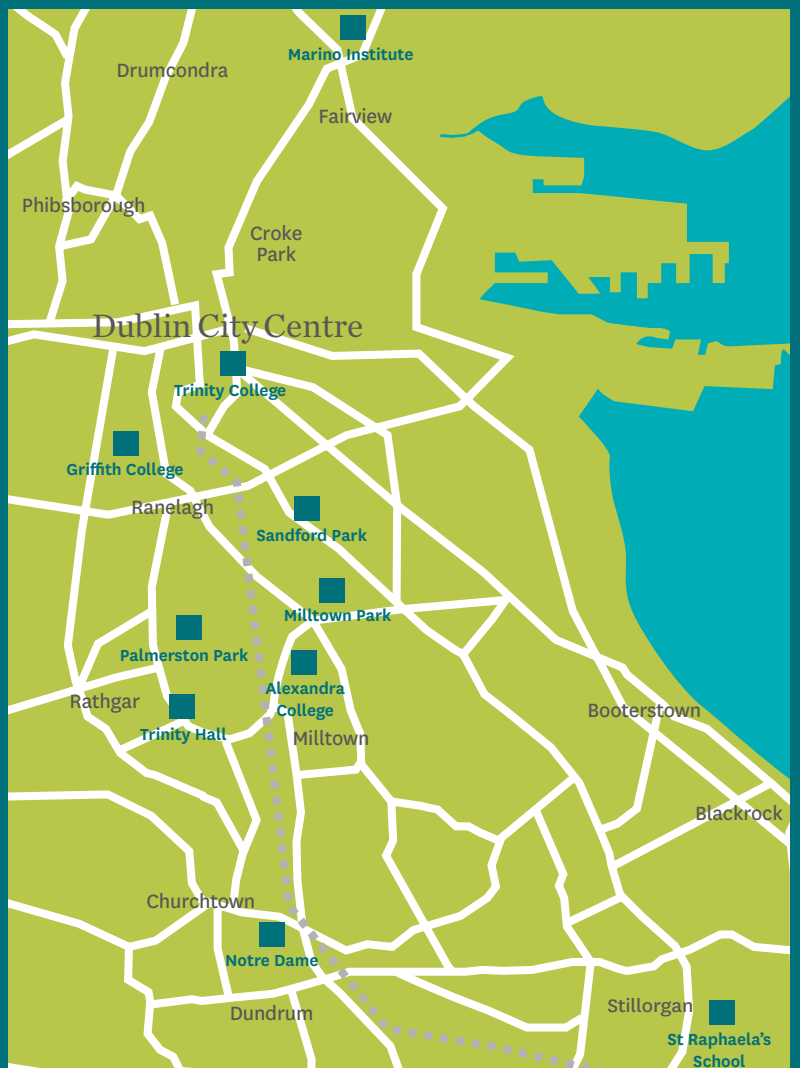 Marino Institute
Drumcondra
Fairview
Phibsborough
Croke
Park
Dublin City Centre
Trinity College
Griffith College
Ranelagh
Sandford Park
Milltown Park
Palmerston Park
Alexandra
College
Rathgar
Booterstown
Trinity Hall
Milltown
Blackrock
Churchtown
Notre Dame
Stillorgan
Dundrum
St Raphaela’s
School